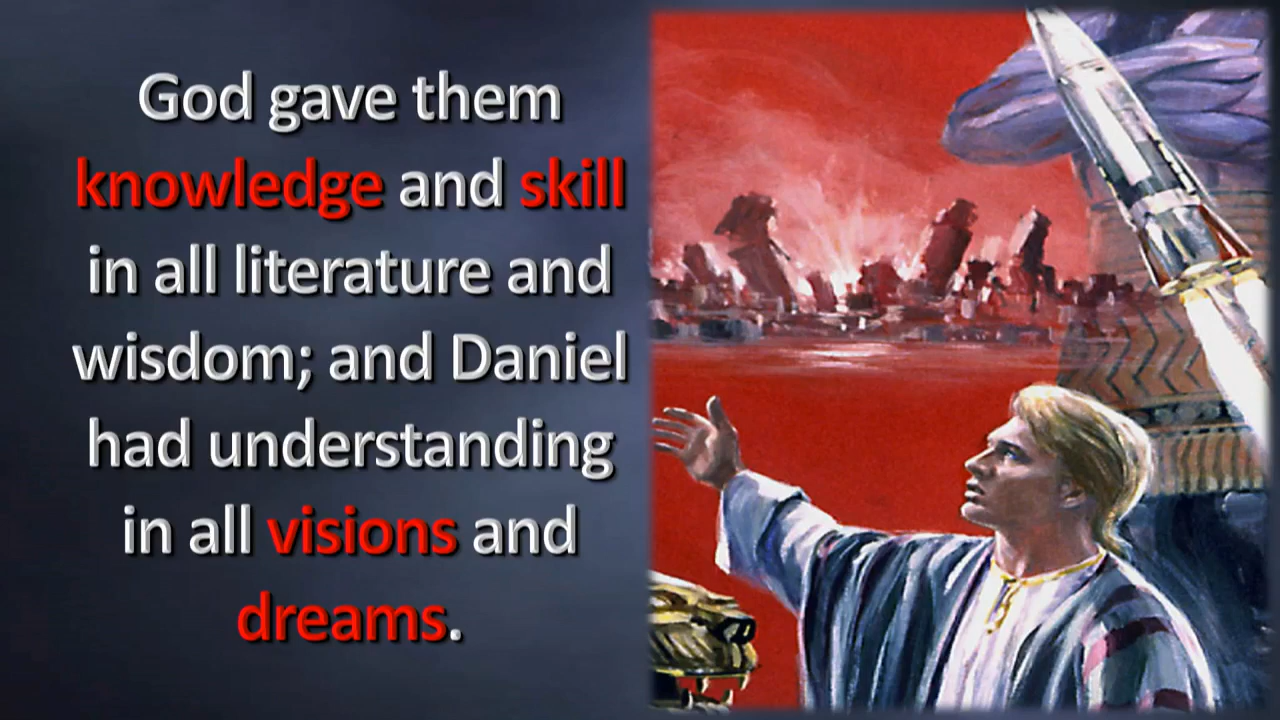 God gave them
knowledge and skill
in all literature and
wisdom; and Daniel
had understanding
in all visions and
dreams.